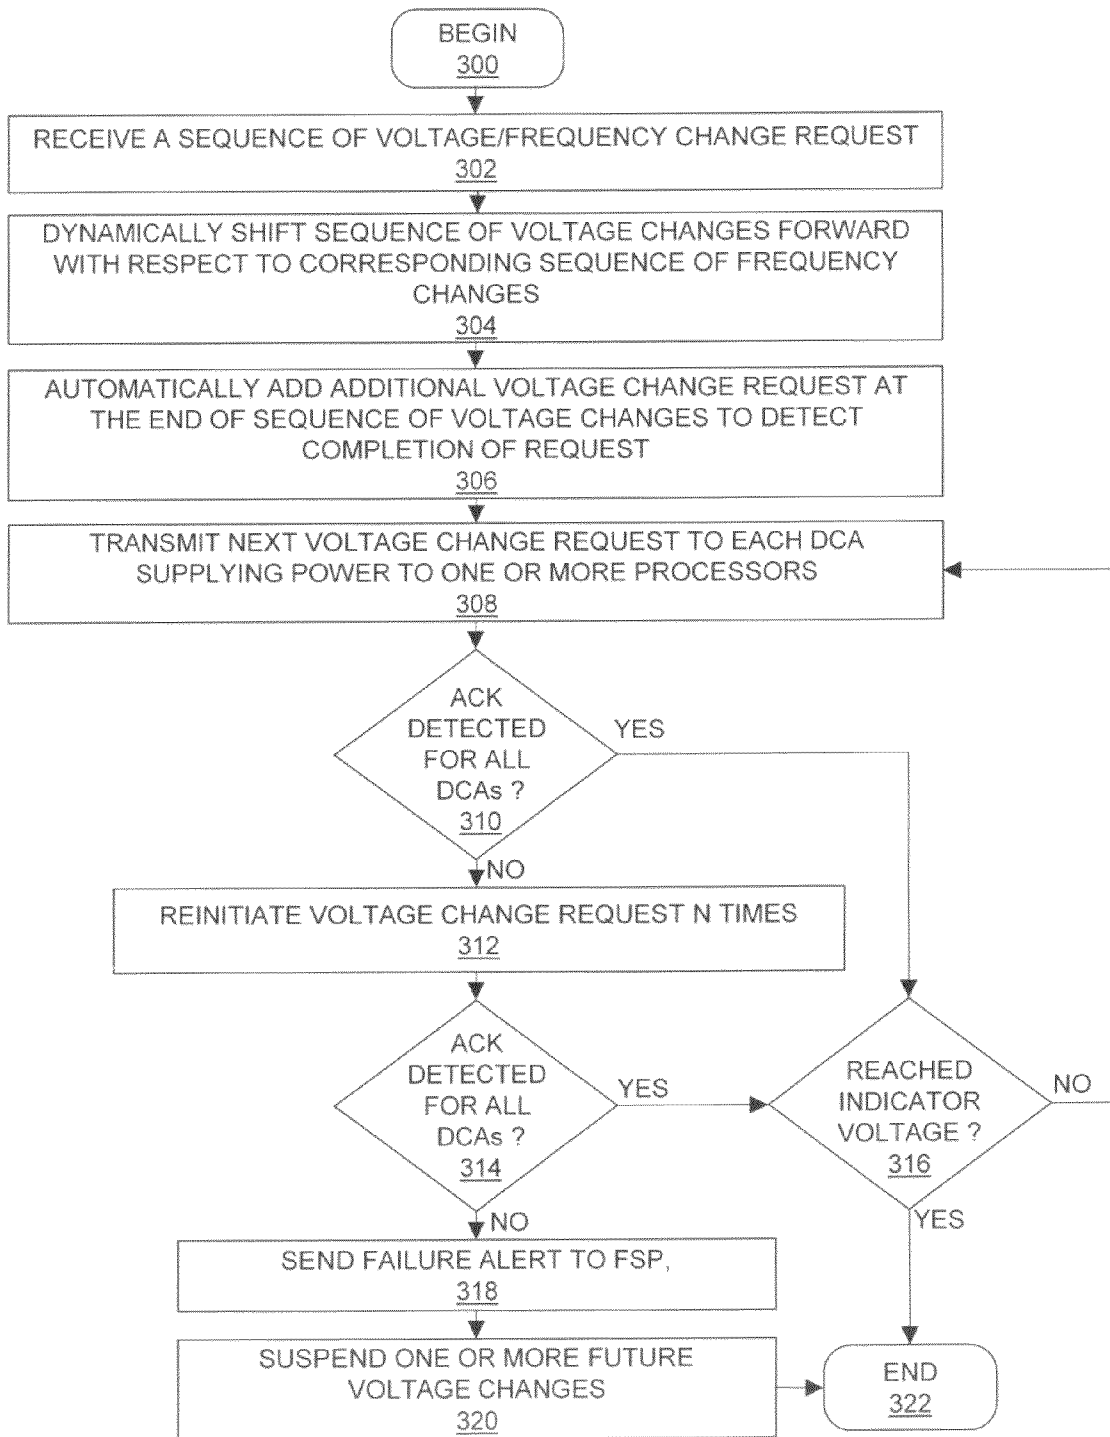 BEGIN
300
RECEIVE A SEQUENCE OF VOLTAGE/FREQUENCY CHANGE REQUEST
302
DYNAMICALLY SHIFT SEQUENCE OF VOLTAGE CHANGES FORWARD
WITH RESPECT TO CORRESPONDING SEQUENCE OF FREQUENCY
CHANGES
304
AUTOMATICALLY ADD ADDITIONAL VOLTAGE CHANGE REQUEST AT
THE END OF SEQUENCE OF VOLTAGE CHANGES TO DETECT
COMPLETION OF REQUEST
306
TRANSMIT NEXT VOLTAGE CHANGE REQUEST TO EACH DCA
SUPPLYING POWER TO ONE OR MORE PROCESSORS
308
ACK
DETECTED
FOR ALL
DCAs ?
310
YES
NO
REINITIATE VOLTAGE CHANGE REQUEST N TIMES
312
ACK
DETECTED
FOR ALL
DCAs ?
314
YES
REACHED
INDICATOR
VOLTAGE ?
316
NO
NO
YES
SEND FAILURE ALERT TO FSP,
318
SUSPEND ONE OR MORE FUTURE
VOLTAGE CHANGES
320
END
322